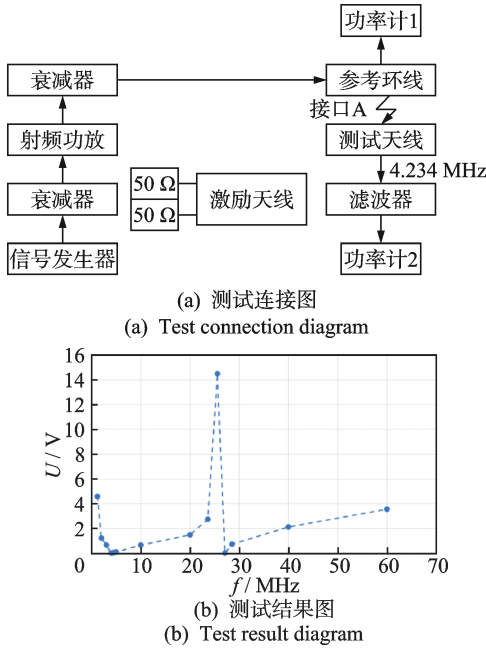 功率计1
衰减器
参考环线
接口A
射频功放
测试天线
4.234 MHz
50 Ω
激励天线
50 Ω
衰减器
滤波器
信号发生器
功率计2
(a) 测试连接图
(a) Test connection diagram
16
14
12
10
8
6
4
2
U / V
0 10 20 30 40 50 60 70
f / MHz
(b) 测试结果图
(b) Test result diagram